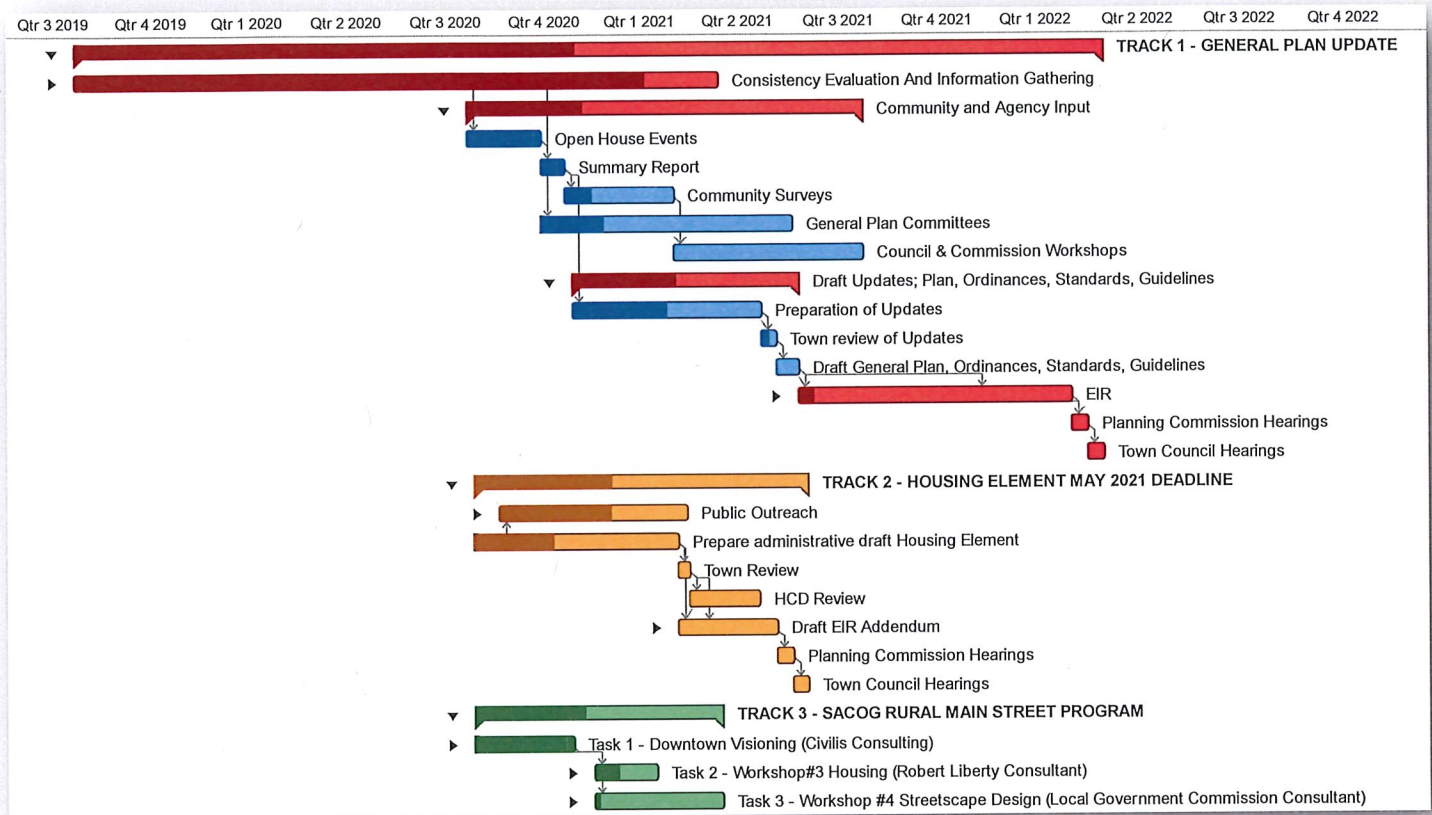 Qtr 3 2019 Qtr 4 2019 Qtr 1 2020 Qtr 2 2020 Qtr 3 2020 Qtr 4 2020 Qtr 1 2021 Qtr 2 2021 Qtr 3 2021 Qtr 4 2021 Qtr 1 2022 Qtr 2 2022 Qtr 3 2022 Qtr 4 2022
TRACK 1 - GENERAL PLAN UPDATE
Consistency Evaluation And Information Gathering
Community and Agency Input
Open House Events
Summary Report
Community Surveys
General Plan Committees
Council & Commission Workshops
Draft Updates; Plan, Ordinances, Standards, Guidelines
Preparation of Updates
Town review of Updates
Draft General Plan, Ordinances, Standards, Guidelines
EIR
Planning Commission Hearings
Town Council Hearings
TRACK 2 - HOUSING ELEMENT MAY 2021 DEADLINE
Public Outreach
Prepare administrative draft Housing Element
Town Review
HCD Review
Draft EIR Addendum
Planning Commission Hearings
Town Council Hearings
TRACK 3 - SACOG RURAL MAIN STREET PROGRAM
Task 1 - Downtown Visioning (Civilis Consulting)
Task 2 - Workshop#3 Housing (Robert Liberty Consultant)
Task 3 - Workshop #4 Streetscape Design (Local Government Commission Consultant)